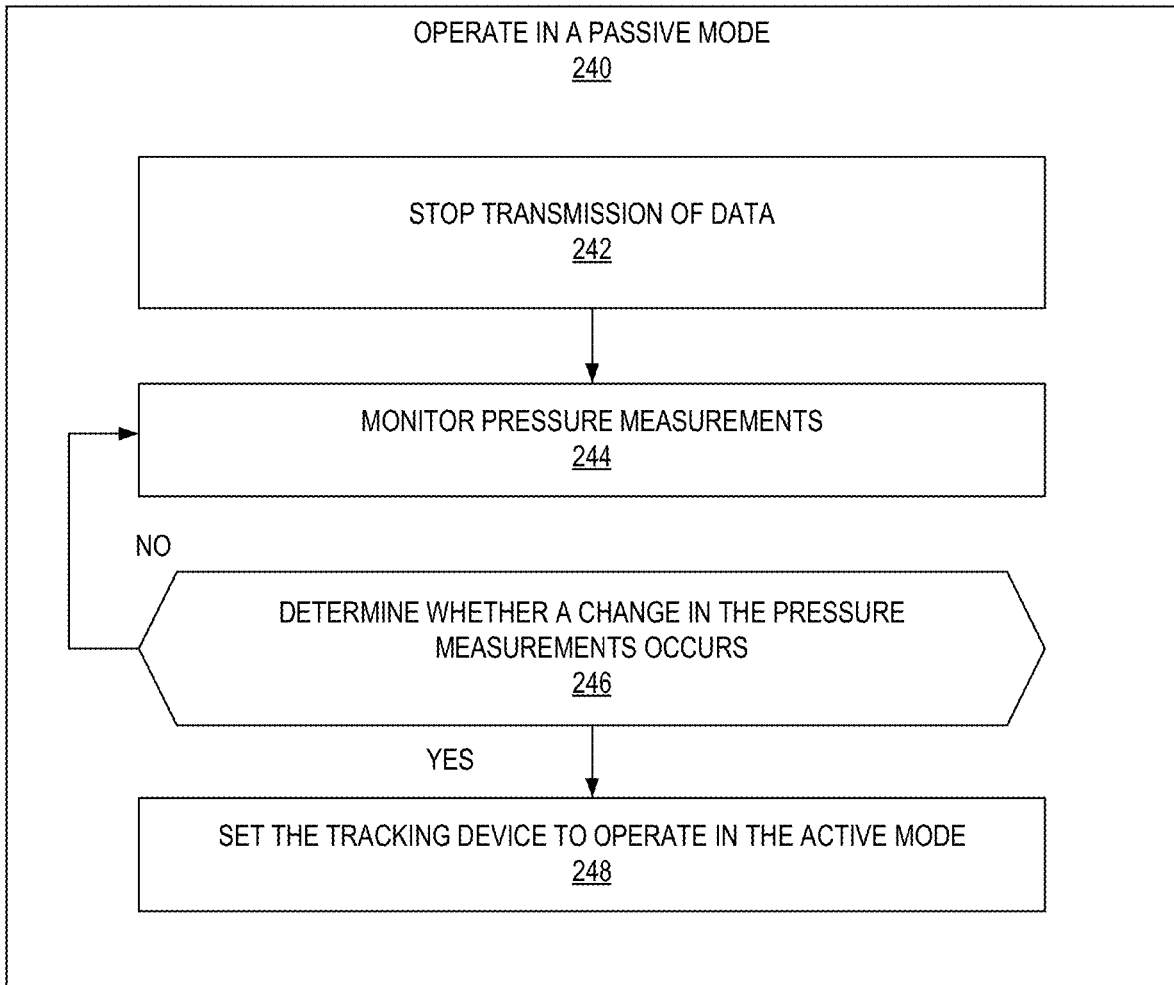 OPERATE IN A PASSIVE MODE
240
STOP TRANSMISSION OF DATA
242
MONITOR PRESSURE MEASUREMENTS
244
NO
DETERMINE WHETHER A CHANGE IN THE PRESSURE
MEASUREMENTS OCCURS
246
YES
SET THE TRACKING DEVICE TO OPERATE IN THE ACTIVE MODE
248